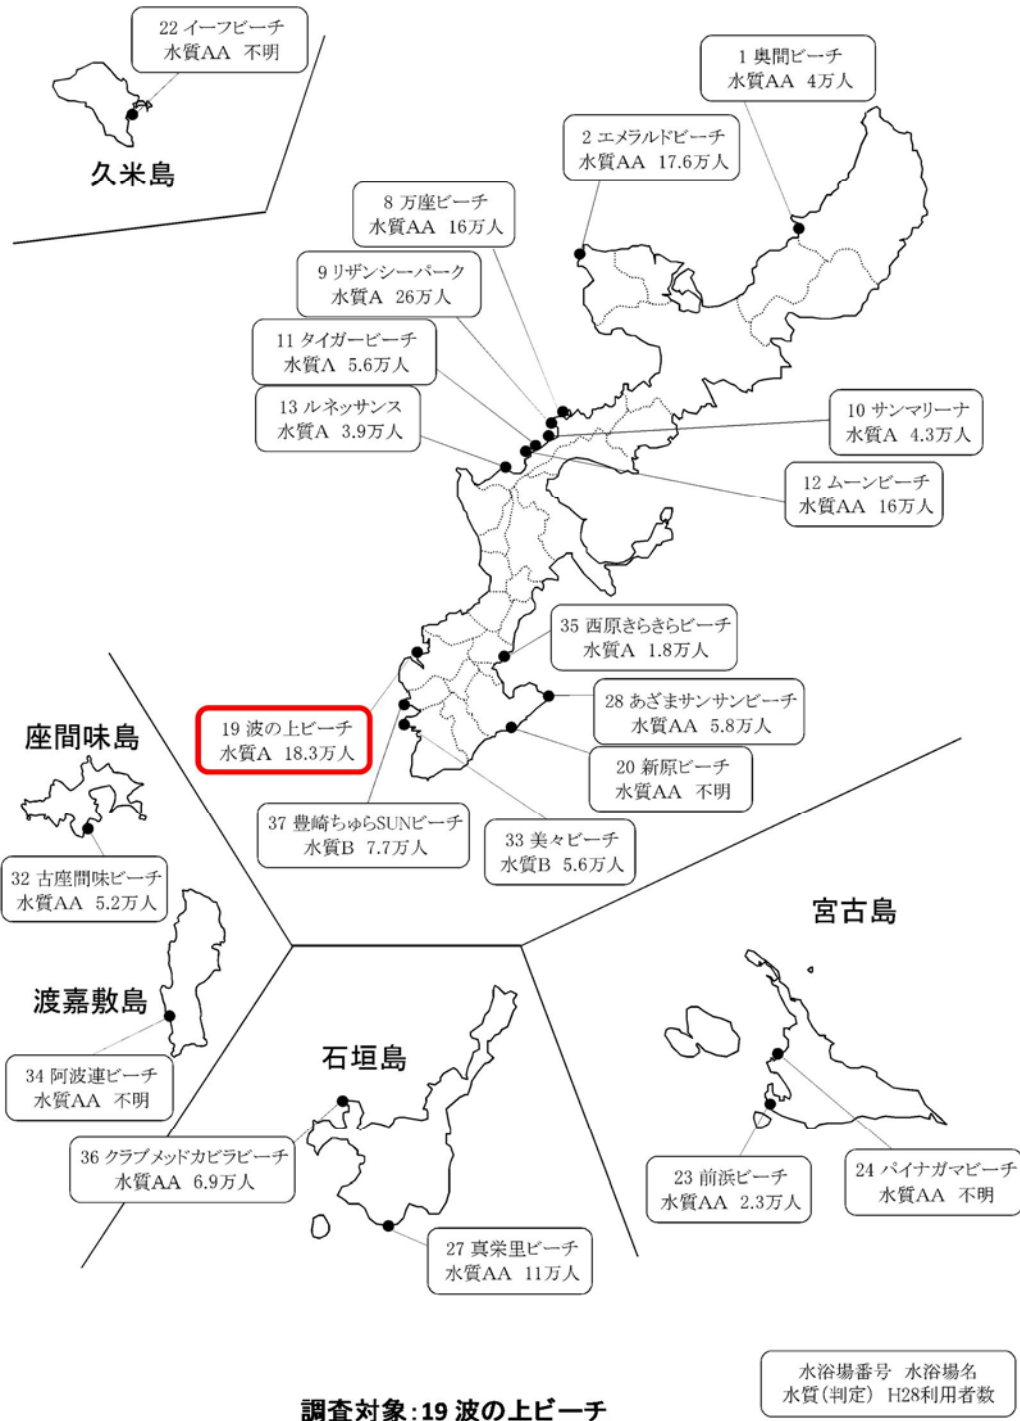 22 イーフビーチ
水質AA 不明
久米島
1 奥間ビーチ
水質AA 4万人
2 エメラルドビーチ
水質AA 17.6万人
8 万座ビーチ
水質AA 16万人
9 リザンシーパーク
水質A 26万人
11 タイガービーチ
水質A 5.6万人
13 ルネッサンス
水質A 3.9万人
10 サンマリーナ
水質A 4.3万人
12 ムーンビーチ
水質AA 16万人
35 西原きらきらビーチ
水質A 1.8万人
28 あざまサンサンビーチ
水質AA 5.8万人
19 波の上ビーチ
水質A 18.3万人
20 新原ビーチ
水質AA 不明
37 豊崎ちゅらSUNビーチ
水質B 7.7万人
33 美々ビーチ
水質B 5.6万人
座間味島
32 古座間味ビーチ
水質AA 5.2万人
渡嘉敷島
34 阿波連ビーチ
水質AA 不明
石垣島
36 クラブメッドカビラビーチ
水質AA 6.9万人
27 真栄里ビーチ
水質AA 11万人
宮古島
23 前浜ビーチ
水質AA 2.3万人
24 パイナガマビーチ
水質AA 不明
水浴場番号 水浴場名
水質(判定) H28利用者数
調査対象:19 波の上ビーチ